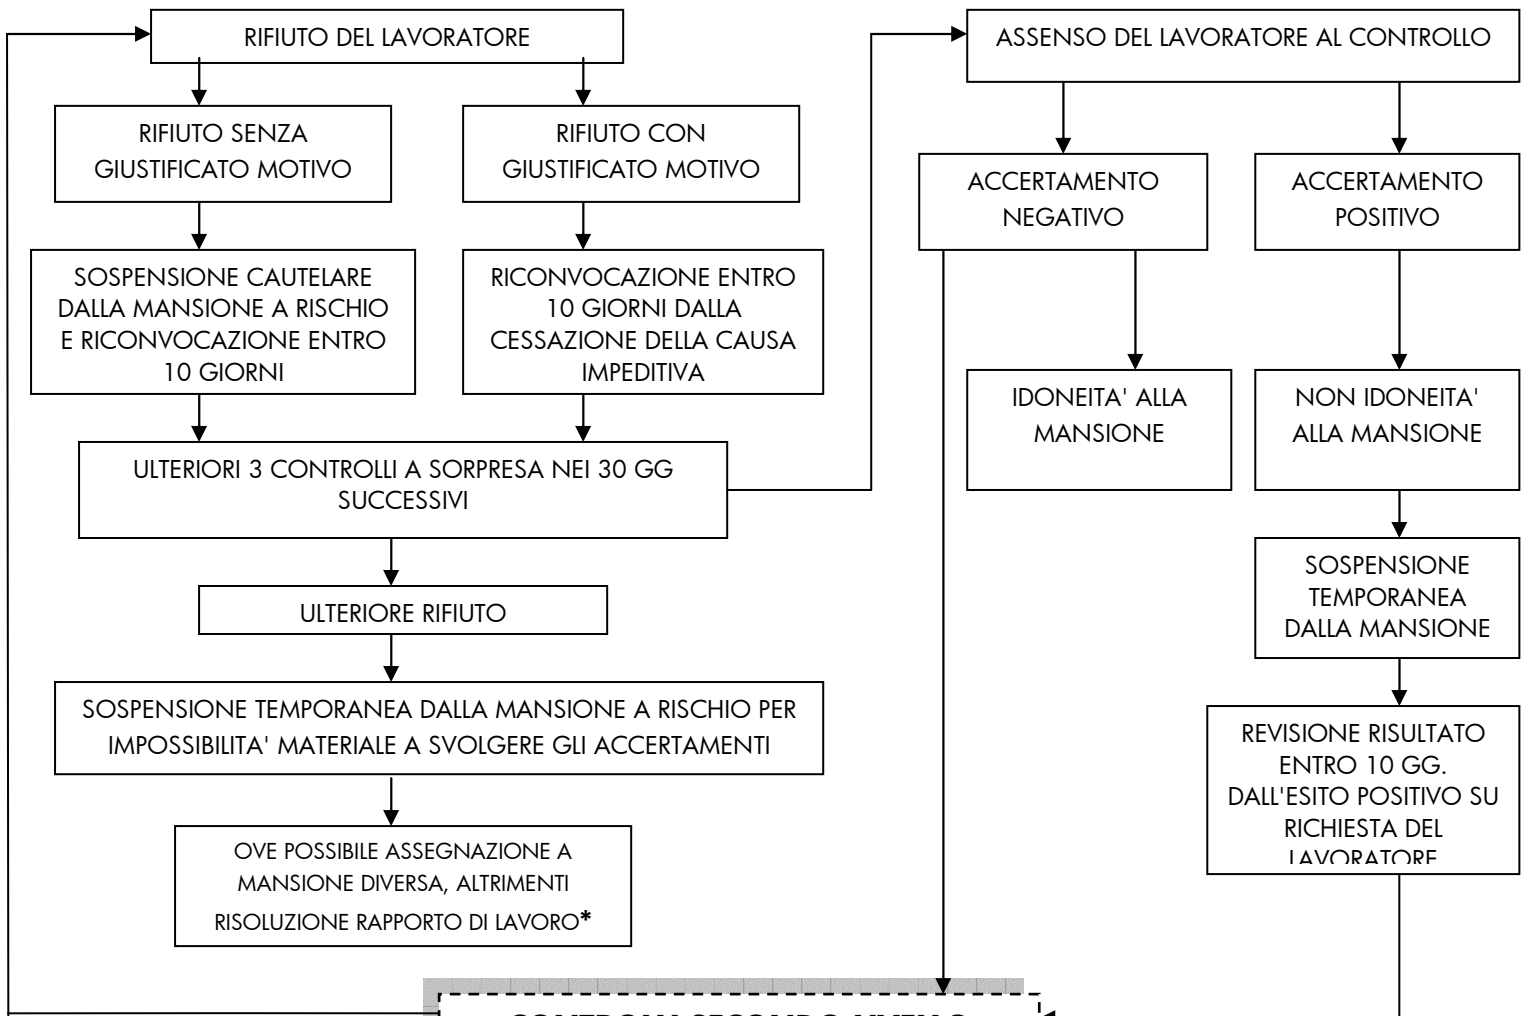 RIFIUTO DEL LAVORATORE
ASSENSO DEL LAVORATORE AL CONTROLLO
RIFIUTO SENZA
GIUSTIFICATO MOTIVO
RIFIUTO CON
GIUSTIFICATO MOTIVO
ACCERTAMENTO
NEGATIVO
ACCERTAMENTO
POSITIVO
SOSPENSIONE CAUTELARE
DALLA MANSIONE A RISCHIO
E RICONVOCAZIONE ENTRO
10 GIORNI
RICONVOCAZIONE ENTRO
10 GIORNI DALLA
CESSAZIONE DELLA CAUSA
IMPEDITIVA
IDONEITA' ALLA
MANSIONE
NON IDONEITA'
ALLA MANSIONE
ULTERIORI 3 CONTROLLI A SORPRESA NEI 30 GG
SUCCESSIVI
ULTERIORE RIFIUTO
SOSPENSIONE
TEMPORANEA
DALLA MANSIONE
SOSPENSIONE TEMPORANEA DALLA MANSIONE A RISCHIO PER
IMPOSSIBILITA' MATERIALE A SVOLGERE GLI ACCERTAMENTI
REVISIONE RISULTATO
ENTRO 10 GG.
DALL'ESITO POSITIVO SU
RICHIESTA DEL
LAVORATORE
OVE POSSIBILE ASSEGNAZIONE A
MANSIONE DIVERSA, ALTRIMENTI
RISOLUZIONE RAPPORTO DI LAVORO*